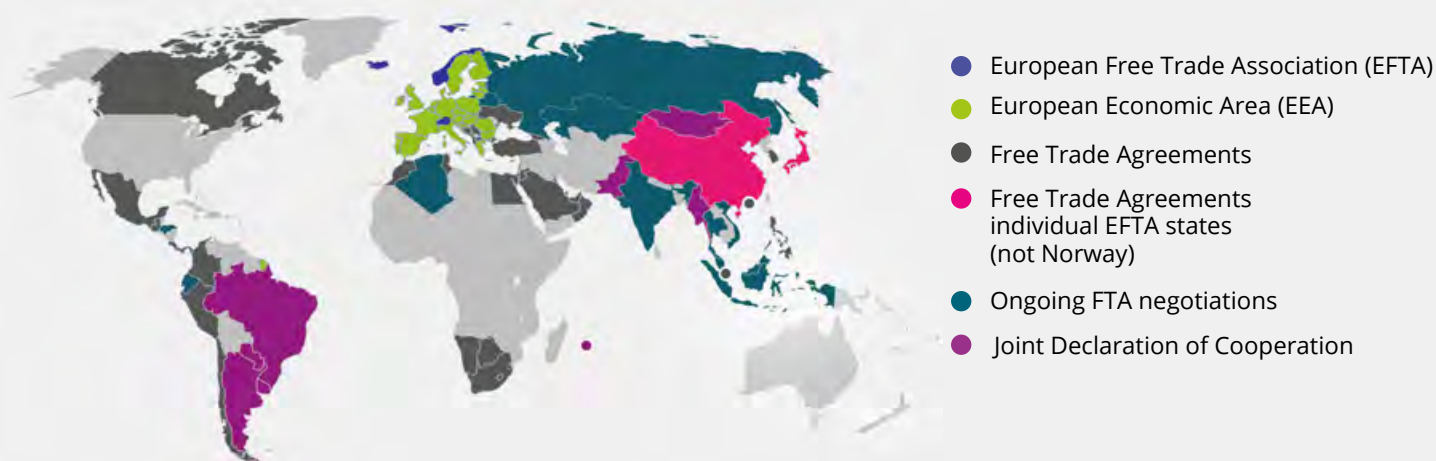 European Free Trade Association (EFTA)
European Economic Area (EEA)
Free Trade Agreements
Free Trade Agreements
individual EFTA states
(not Norway)
Ongoing FTA negotiations
Joint Declaration of Cooperation